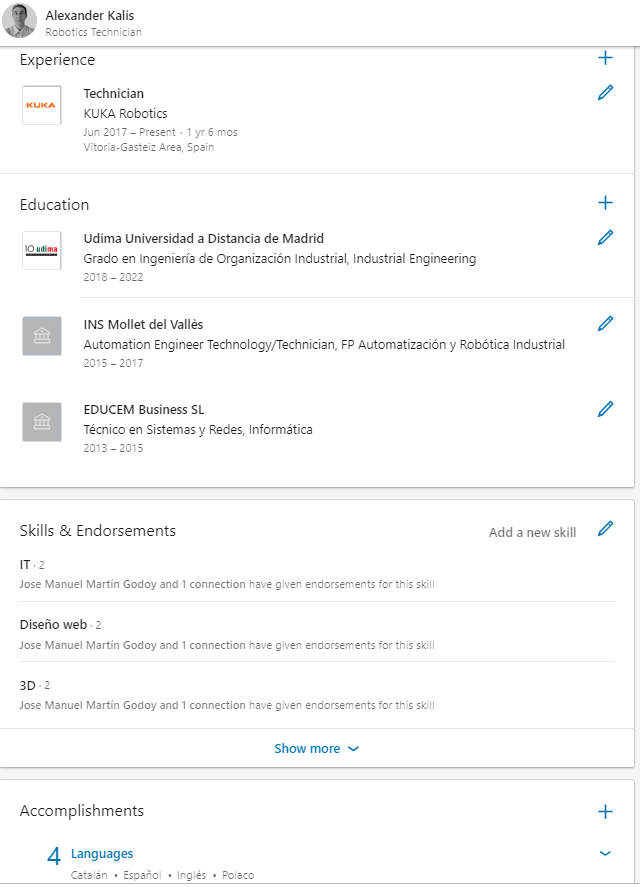 Alexander Kalis
Robotics Technician
Experience
KUKA
Technician
KUKA Robotics
Jun 2017 – Present · 1 yr 6 mos
Vitoria-Gasteiz Area, Spain
Education
10 udima
Udima Universidad a Distancia de Madrid
Grado en Ingeniería de Organización Industrial, Industrial Engineering
2018 – 2022
INS Mollet del Vallès
Automation Engineer Technology/Technician, FP Automatización y Robótica Industrial
2015 – 2017
EDUCEM Business SL
Técnico en Sistemas y Redes, Informática
2013 – 2015
Skills & Endorsements
Add a new skill
IT · 2
Jose Manuel Martín Godoy and 1 connection have given endorsements for this skill
Diseño web · 2
Jose Manuel Martín Godoy and 1 connection have given endorsements for this skill
3D · 2
Jose Manuel Martín Godoy and 1 connection have given endorsements for this skill
Show more
Accomplishments
4 Languages
Catalán • Español • Inglés • Polaco